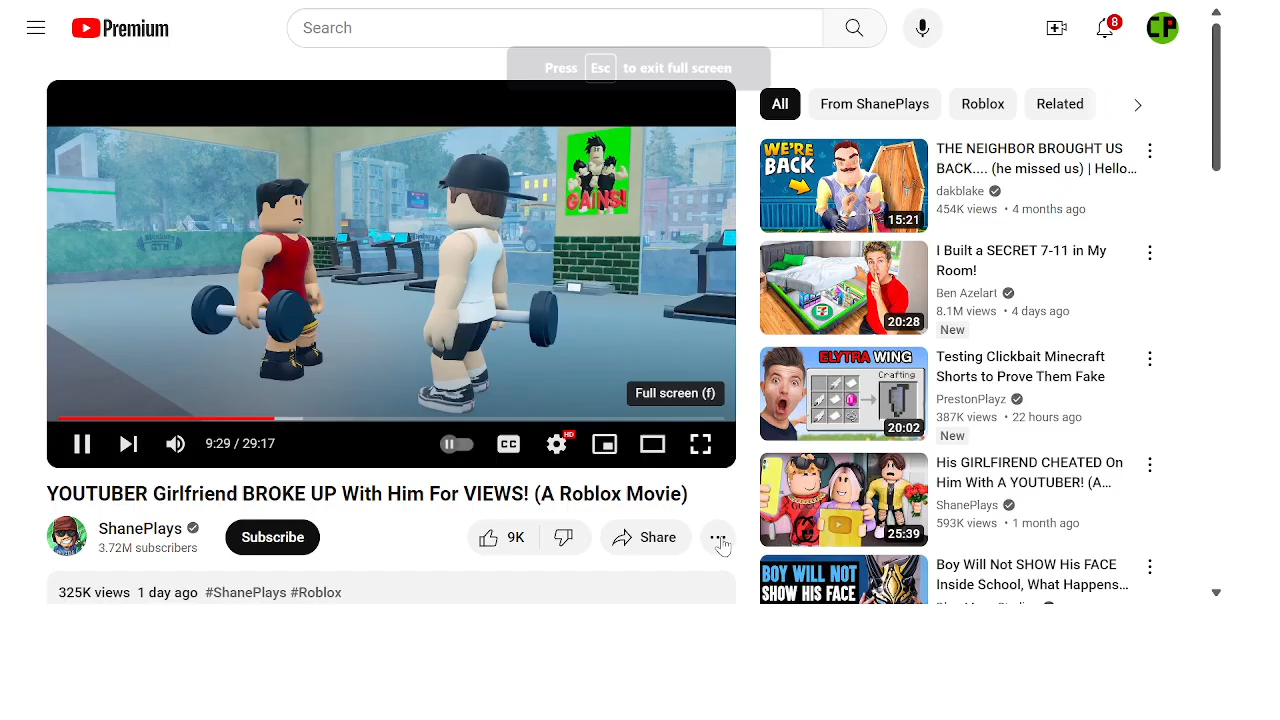 Premium
Search
8
CP
Press Esc to exit full screen
GAINS!
Full screen (f)
9:29 / 29:17
CC
HD
YOUTUBER Girlfriend BROKE UP With Him For VIEWS! (A Roblox Movie)
ShanePlays
3.72M subscribers
Subscribe
9K
Share
325K views 1 day ago #ShanePlays #Roblox
All
From ShanePlays
Roblox
Related
WE'RE
BACK
15:21
THE NEIGHBOR BROUGHT US
BACK.... (he missed us) | Hello...
dakblake
454K views • 4 months ago
20:28
I Built a SECRET 7-11 in My
Room!
Ben Azelart
8.1M views • 4 days ago
New
ELYTRA WING
Crafting
20:02
Testing Clickbait Minecraft
Shorts to Prove Them Fake
PrestonPlayz
387K views • 22 hours ago
New
25:39
His GIRLFIREND CHEATED On
Him With A YOUTUBER! (A...
ShanePlays
593K views • 1 month ago
BOY WILL NOT
SHOW HIS FACE
Boy Will Not SHOW His FACE
Inside School, What Happens...